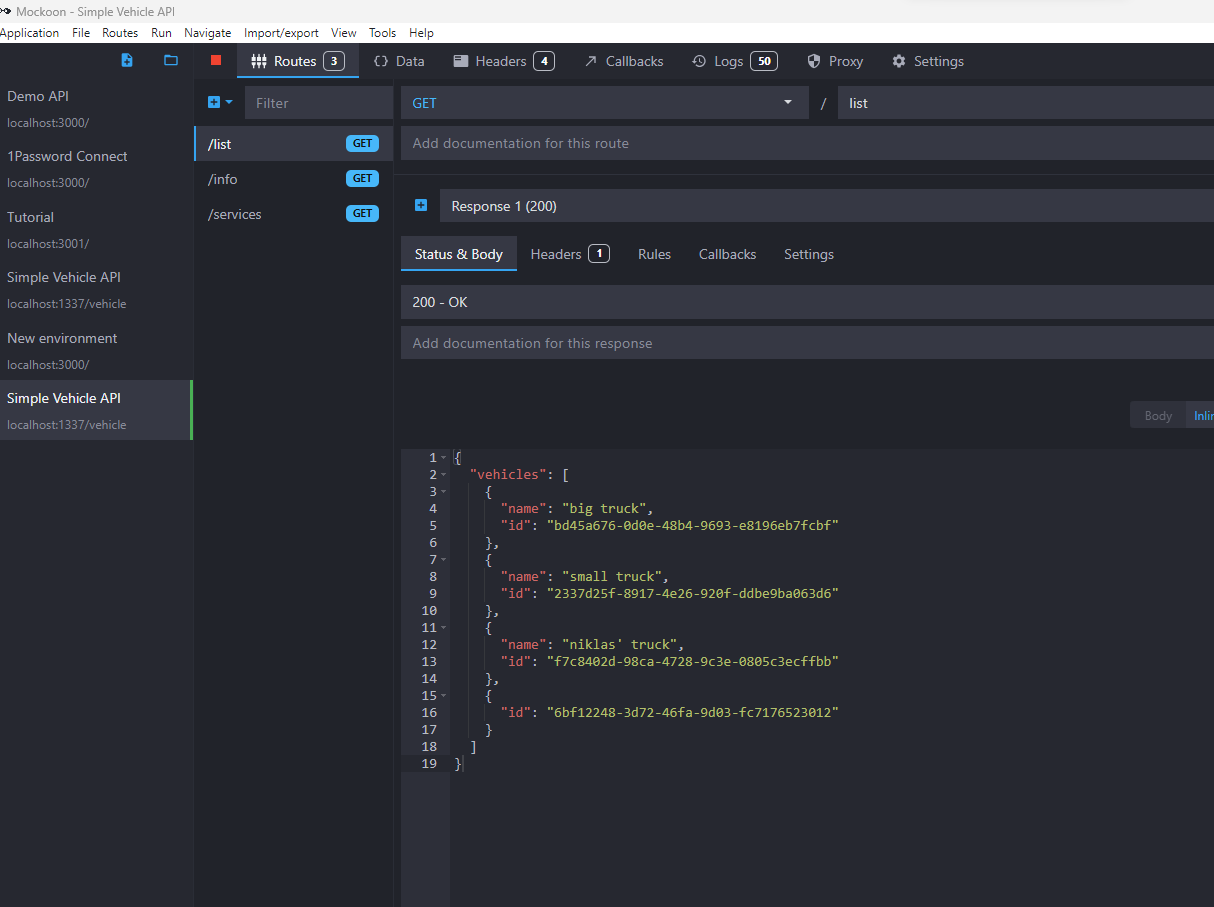 Mockoon - Simple Vehicle API
Application File Routes Run Navigate Import/export View Tools Help
Routes 3 Data Headers 4 Callbacks Logs 50 Proxy Settings
Demo API
localhost:3000/
1Password Connect
localhost:3000/
Tutorial
localhost:3001/
Simple Vehicle API
localhost:1337/vehicle
New environment
localhost:3000/
Simple Vehicle API
localhost:1337/vehicle
Filter
/list GET
/info GET
/services GET
GET / list
Add documentation for this route
Response 1 (200)
Status & Body Headers 1 Rules Callbacks Settings
200 - OK
Add documentation for this response
Body Inlin
1 {
2 "vehicles": [
3 {
4 "name": "big truck",
5 "id": "bd45a676-0d0e-48b4-9693-e8196eb7fcbf"
6 },
7 {
8 "name": "small truck",
9 "id": "2337d25f-8917-4e26-920f-ddbe9ba063d6"
10 },
11 {
12 "name": "niklas' truck",
13 "id": "f7c8402d-98ca-4728-9c3e-0805c3ecffbb"
14 },
15 {
16 "id": "6bf12248-3d72-46fa-9d03-fc7176523012"
17 }
18 ]
19 }